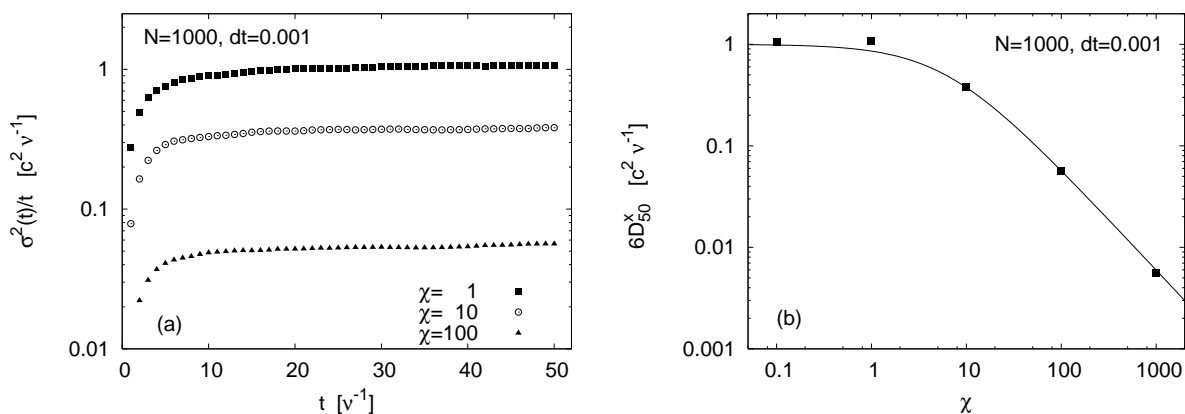 N=1000, dt=0.001
1
0.1
0.01
σ²(t)/t [c² ν⁻¹]
χ= 1
χ= 10
χ=100
(a)
0 10 20 30 40 50
t [ν⁻¹]
N=1000, dt=0.001
1
0.1
0.01
0.001
6Dˣ₅₀ [c² ν⁻¹]
(b)
0.1 1 10 100 1000
χ